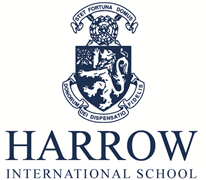 STET FORTUNA DOMUS
DONORUM DEI DISPENSATIO FIDELIS
HARROW
INTERNATIONAL SCHOOL